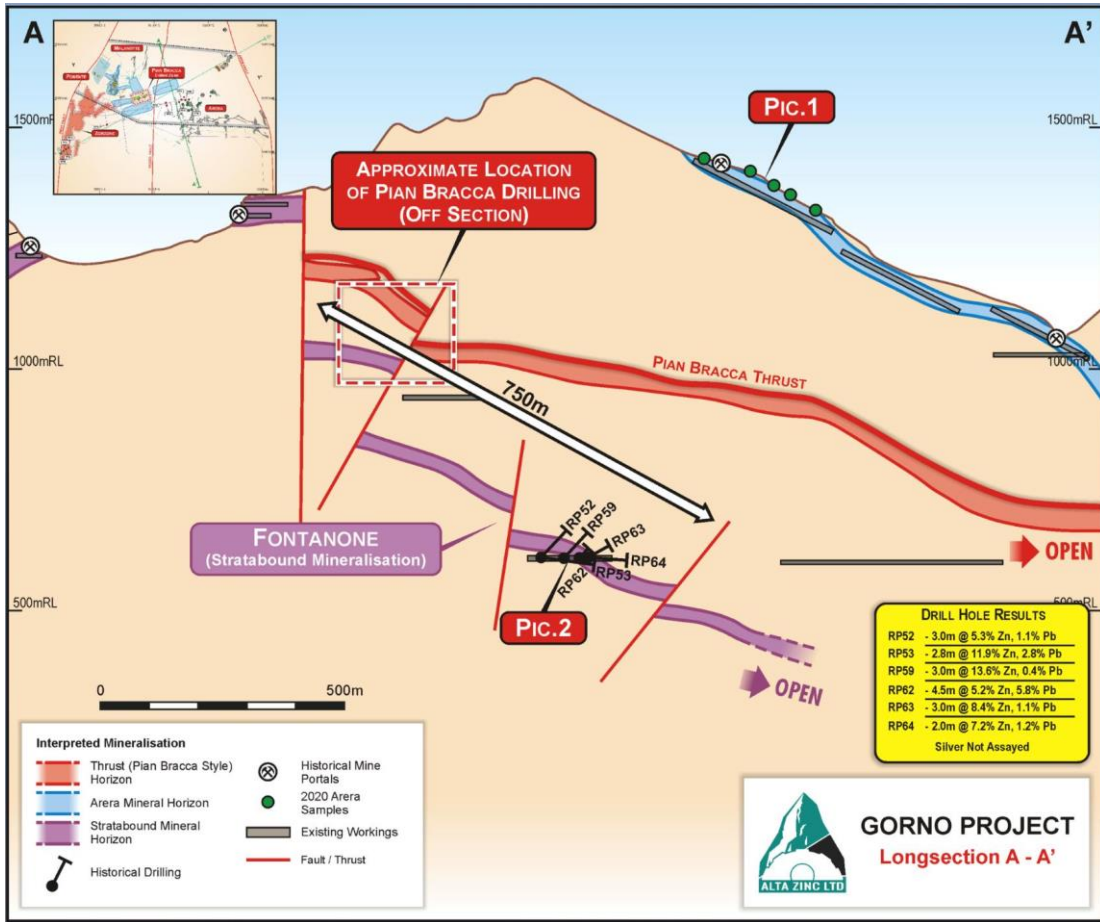 A
A'
MALANOTTE
PONENTE
PIAN BRACCA
ZORZONE
ARERA
1500mRL
1500mRL
PIC.1
APPROXIMATE LOCATION
OF PIAN BRACCA DRILLING
(OFF SECTION)
1000mRL
1000mRL
PIAN BRACCA THRUST
750m
FONTANONE
(STRATABOUND MINERALISATION)
RP52
RP59
RP63
RP64
RP62
RP53
OPEN
500mRL
500mRL
PIC.2
OPEN
DRILL HOLE RESULTS
RP52 - 3.0m @ 5.3% Zn, 1.1% Pb
RP53 - 2.8m @ 11.9% Zn, 2.8% Pb
RP59 - 3.0m @ 13.6% Zn, 0.4% Pb
RP62 - 4.5m @ 5.2% Zn, 5.8% Pb
RP63 - 3.0m @ 8.4% Zn, 1.1% Pb
RP64 - 2.0m @ 7.2% Zn, 1.2% Pb
Silver Not Assayed
0 500m
Interpreted Mineralisation
Thrust (Pian Bracca Style)
Horizon
Arera Mineral Horizon
Stratabound Mineral
Horizon
Historical Drilling
Historical Mine
Portals
2020 Arera
Samples
Existing Workings
Fault / Thrust
ALTA ZINC LTD
GORNO PROJECT
Longsection A - A'